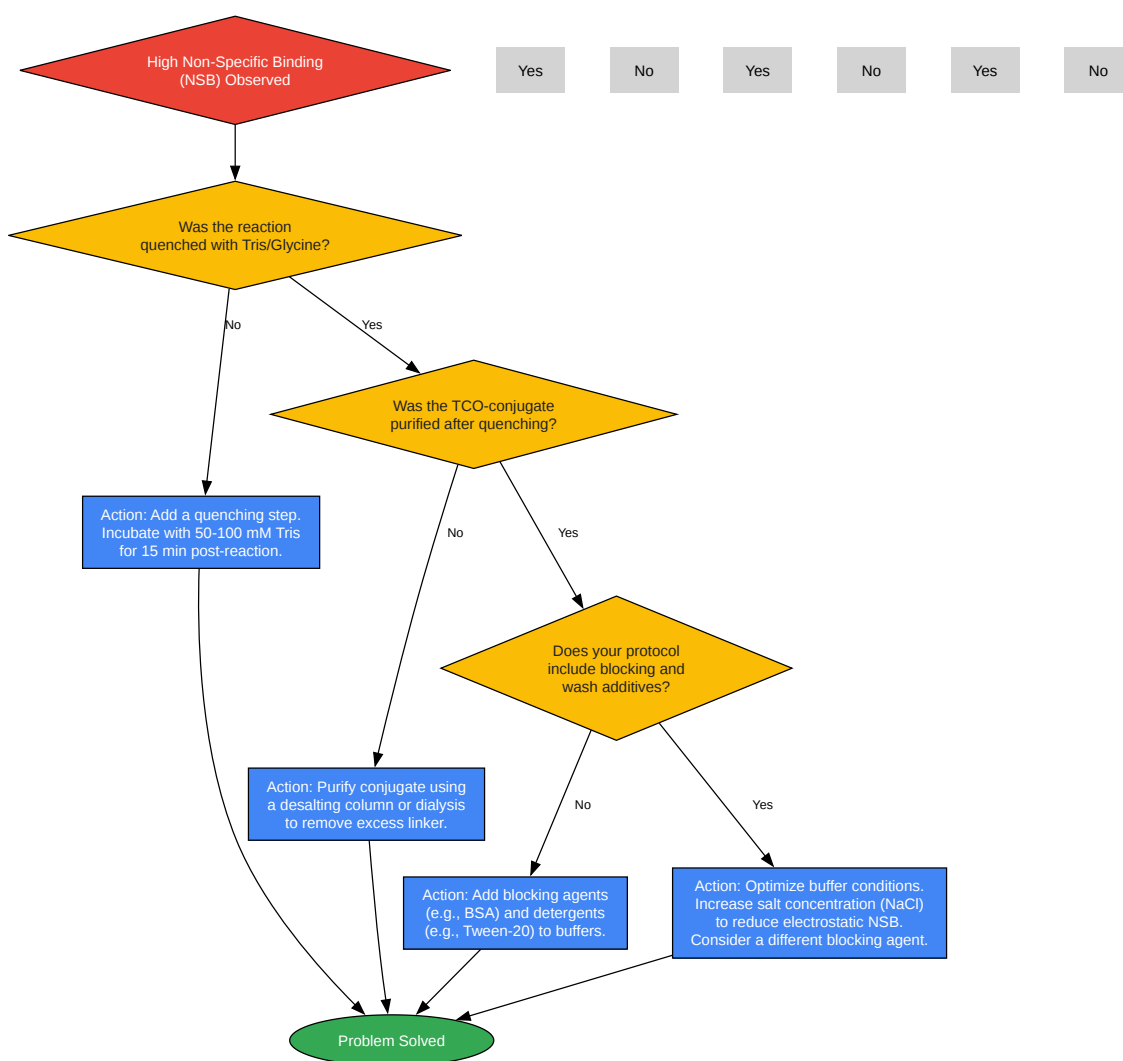 High Non-Specific Binding
(NSB) Observed
Yes
No
Yes
No
Yes
No
Was the reaction
quenched with Tris/Glycine?
No
Yes
Was the TCO-conjugate
purified after quenching?
Action: Add a quenching step.
Incubate with 50-100 mM Tris
for 15 min post-reaction.
No
Yes
Does your protocol
include blocking and
wash additives?
Action: Purify conjugate using
a desalting column or dialysis
to remove excess linker.
No
Yes
Action: Add blocking agents
(e.g., BSA) and detergents
(e.g., Tween-20) to buffers.
Action: Optimize buffer conditions.
Increase salt concentration (NaCl)
to reduce electrostatic NSB.
Consider a different blocking agent.
Problem Solved